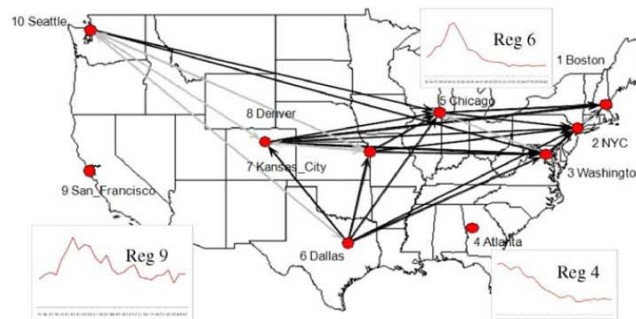 10 Seattle
Reg 6
1 Boston
5 Chicago
8 Denver
2 NYC
7 Kansas_City
3 Washington
9 San_Francisco
4 Atlanta
6 Dallas
Reg 9
Reg 4